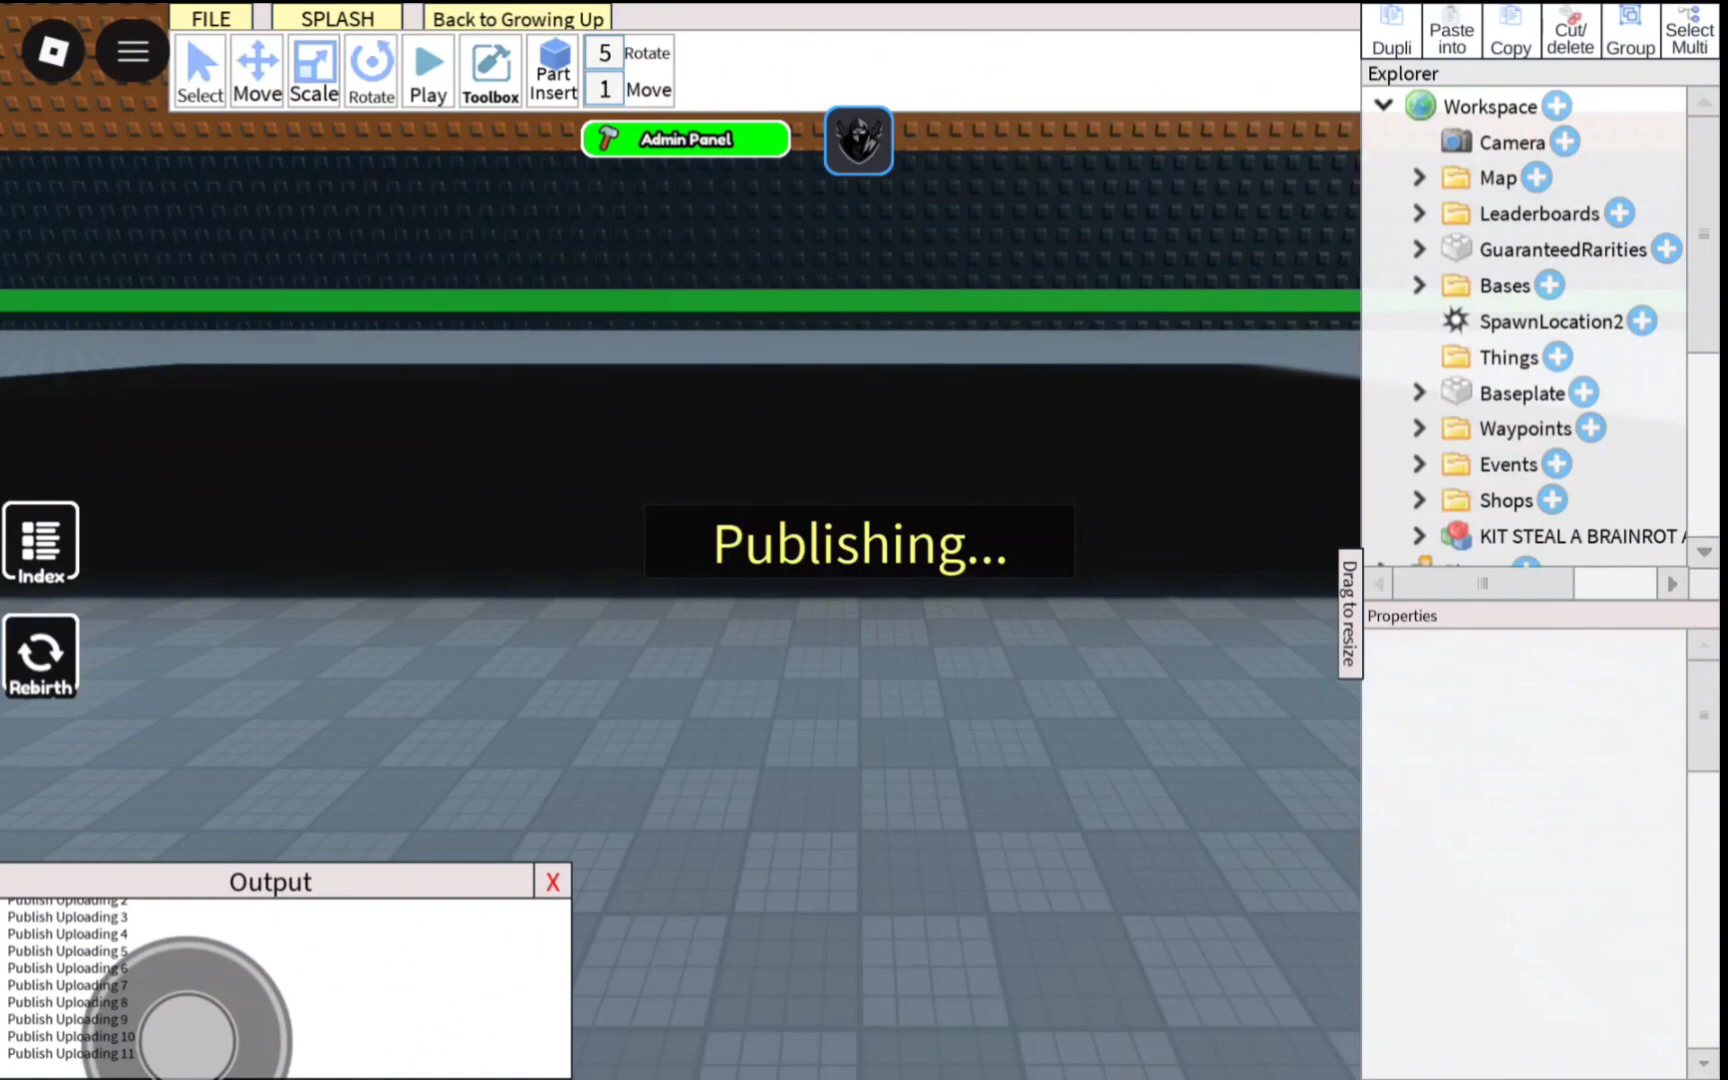 FILE
SPLASH
Back to Growing Up
Select
Move
Scale
Rotate
Play
Toolbox
Part
Insert
5 Rotate
1 Move
Dupli
Paste
into
Copy
Cut/
delete
Group
Select
Multi
Explorer
Workspace
Camera
Map
Leaderboards
GuaranteedRarities
Bases
SpawnLocation2
Things
Baseplate
Waypoints
Events
Shops
KIT STEAL A BRAINROT
Drag to resize
Properties
Admin Panel
Publishing...
Index
Rebirth
Output
X
Publish Uploading 2
Publish Uploading 3
Publish Uploading 4
Publish Uploading 5
Publish Uploading 6
Publish Uploading 7
Publish Uploading 8
Publish Uploading 9
Publish Uploading 10
Publish Uploading 11